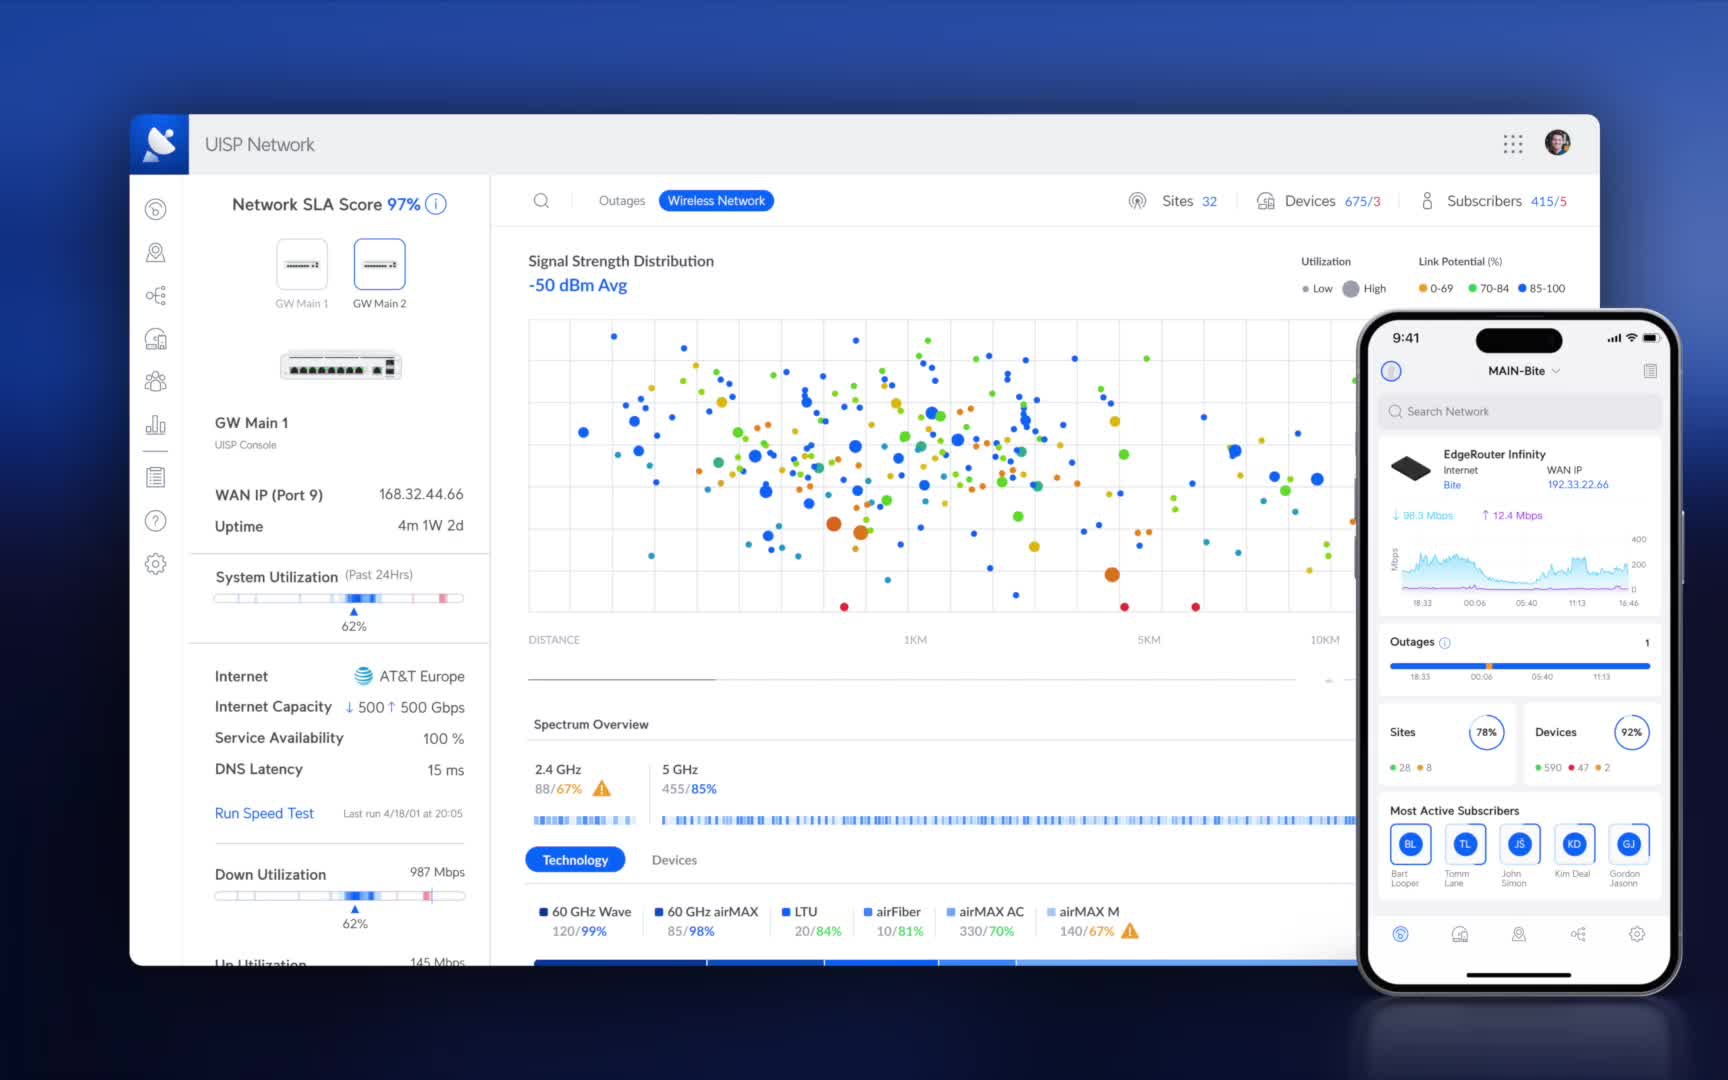 UISP Network
Network SLA Score 97%
GW Main 1
GW Main 2
GW Main 1
UISP Console
WAN IP (Port 9) 168.32.44.66
Uptime 4m 1W 2d
System Utilization (Past 24Hrs)
62%
Internet AT&T Europe
Internet Capacity ↓ 500 ↑ 500 Gbps
Service Availability 100 %
DNS Latency 15 ms
Run Speed Test Last run 4/18/01 at 20:05
Down Utilization 987 Mbps
62%
Up Utilization 145 Mbps
Outages Wireless Network
Sites 32
Devices 675/3
Subscribers 415/5
Signal Strength Distribution
-50 dBm Avg
Utilization
Low High
Link Potential (%)
0-69 70-84 85-100
DISTANCE 1KM 5KM 10KM
Spectrum Overview
2.4 GHz
88/67%
5 GHz
455/85%
Technology Devices
60 GHz Wave
120/99%
60 GHz airMAX
85/98%
LTU
20/84%
airFiber
10/81%
airMAX AC
330/70%
airMAX M
140/67%
9:41
MAIN-Bite
Search Network
EdgeRouter Infinity
Internet WAN IP
Bite 192.33.22.66
↓ 98.3 Mbps ↑ 12.4 Mbps
Mbps
400
200
0
18:33 00:06 05:40 11:13 16:46
Outages 1
18:33 00:06 05:40 11:13
Sites 78%
28 8
Devices 92%
590 47 2
Most Active Subscribers
BL TL JŠ KD GJ
Bart Looper
Tomm Lane
John Simon
Kim Deal
Gordon Jasonn